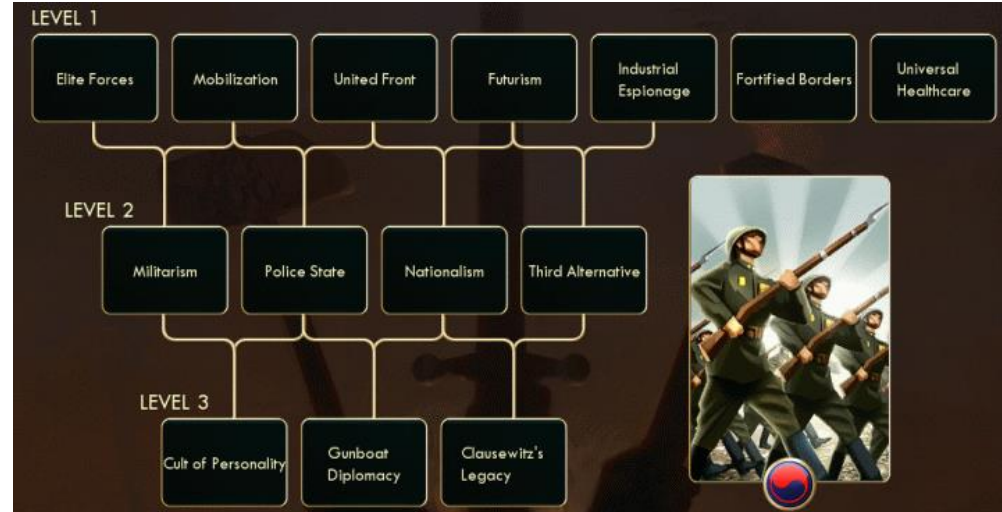 LEVEL 1
Elite Forces
Mobilization
United Front
Futurism
Industrial
Espionage
Fortified Borders
Universal
Healthcare
LEVEL 2
Militarism
Police State
Nationalism
Third Alternative
LEVEL 3
Cult of Personality
Gunboat
Diplomacy
Clausewitz's
Legacy